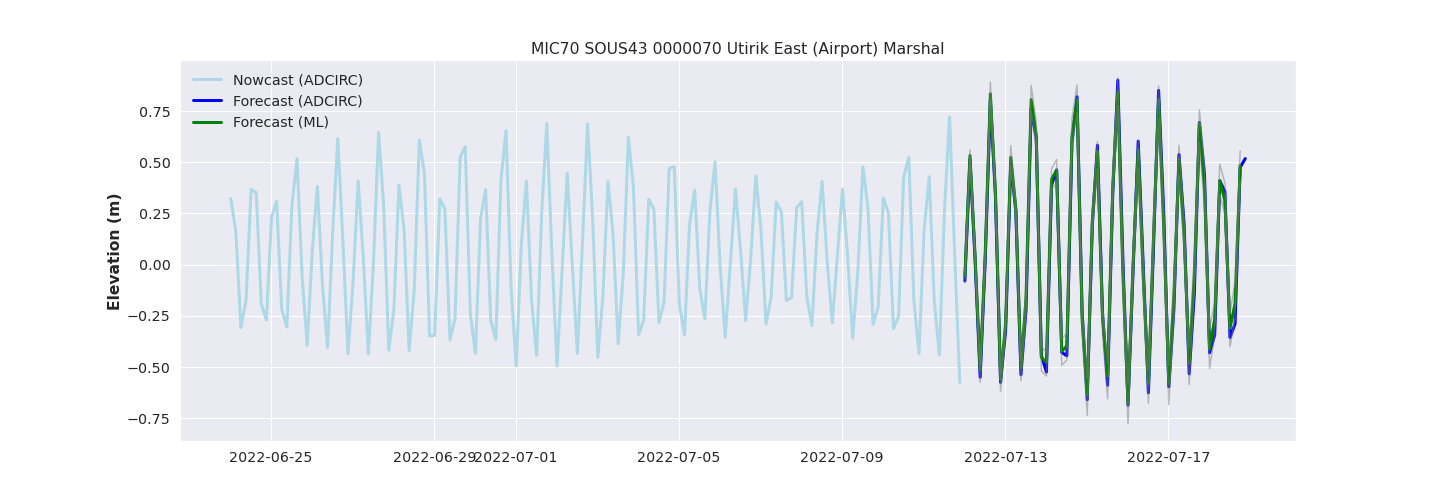 MIC70 SOUS43 0000070 Utirik East (Airport) Marshal
Nowcast (ADCIRC)
Forecast (ADCIRC)
Forecast (ML)
Elevation (m)
0.75
0.50
0.25
0.00
−0.25
−0.50
−0.75
2022-06-25
2022-06-29
2022-07-01
2022-07-05
2022-07-09
2022-07-13
2022-07-17